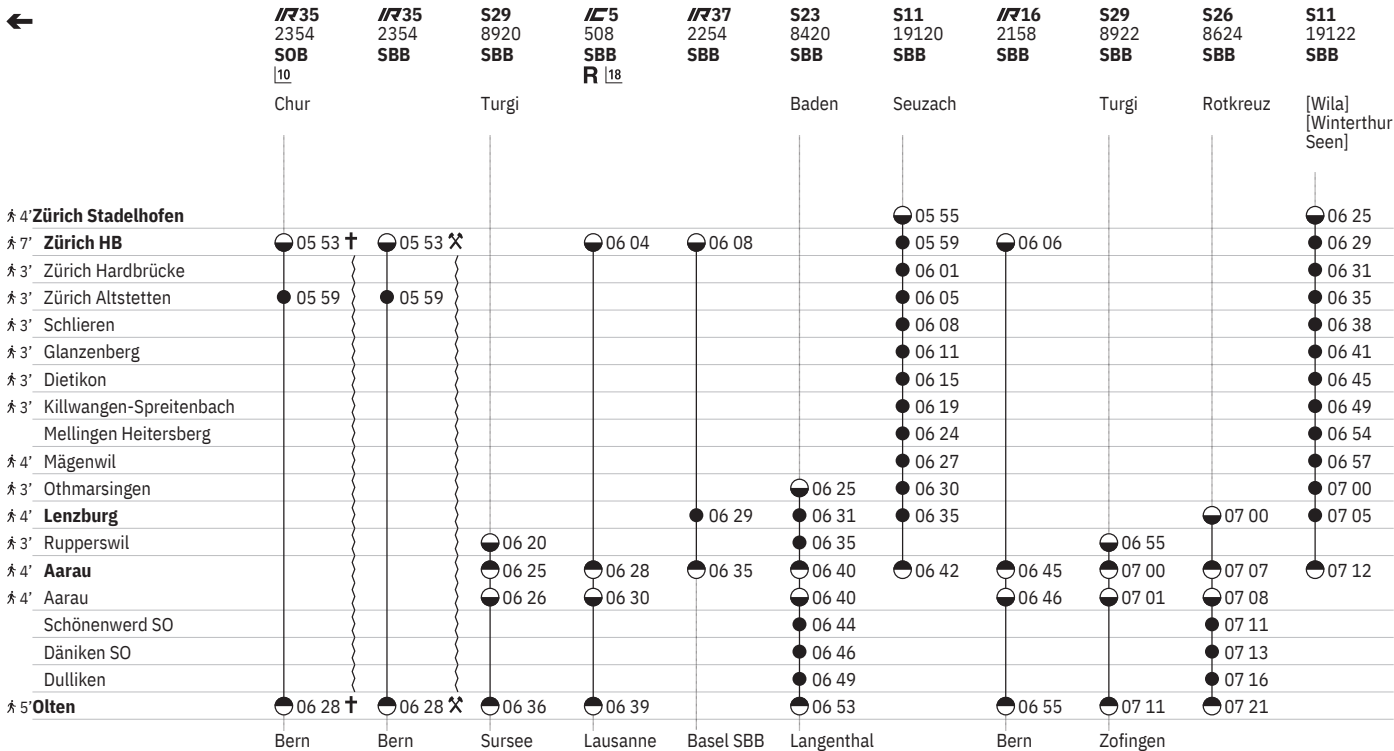 IR35 IR35 S29 IC5 IR37 S23 S11 IR16 S29 S26 S11
2354 2354 8920 508 2254 8420 19120 2158 8922 8624 19122
SOB SBB SBB SBB SBB SBB SBB SBB SBB SBB SBB
10 R 18
Chur Turgi Baden Seuzach Turgi Rotkreuz [Wila]
[Winterthur
Seen]
4’ Zürich Stadelhofen 05 55 06 25
7’ Zürich HB 05 53 † 05 53 ⚒ 06 04 06 08 05 59 06 06 06 29
3’ Zürich Hardbrücke 06 01 06 31
3’ Zürich Altstetten 05 59 05 59 06 05 06 35
3’ Schlieren 06 08 06 38
3’ Glanzenberg 06 11 06 41
3’ Dietikon 06 15 06 45
3’ Killwangen-Spreitenbach 06 19 06 49
Mellingen Heitersberg 06 24 06 54
4’ Mägenwil 06 27 06 57
3’ Othmarsingen 06 25 06 30 07 00
4’ Lenzburg 06 29 06 31 06 35 07 00 07 05
3’ Rupperswil 06 20 06 35 06 55
4’ Aarau 06 25 06 28 06 35 06 40 06 42 06 45 07 00 07 07 07 12
4’ Aarau 06 26 06 30 06 40 06 46 07 01 07 08
Schönenwerd SO 06 44 07 11
Däniken SO 06 46 07 13
Dulliken 06 49 07 16
5’ Olten 06 28 † 06 28 ⚒ 06 36 06 39 06 53 06 55 07 11 07 21
Bern Bern Sursee Lausanne Basel SBB Langenthal Bern Zofingen